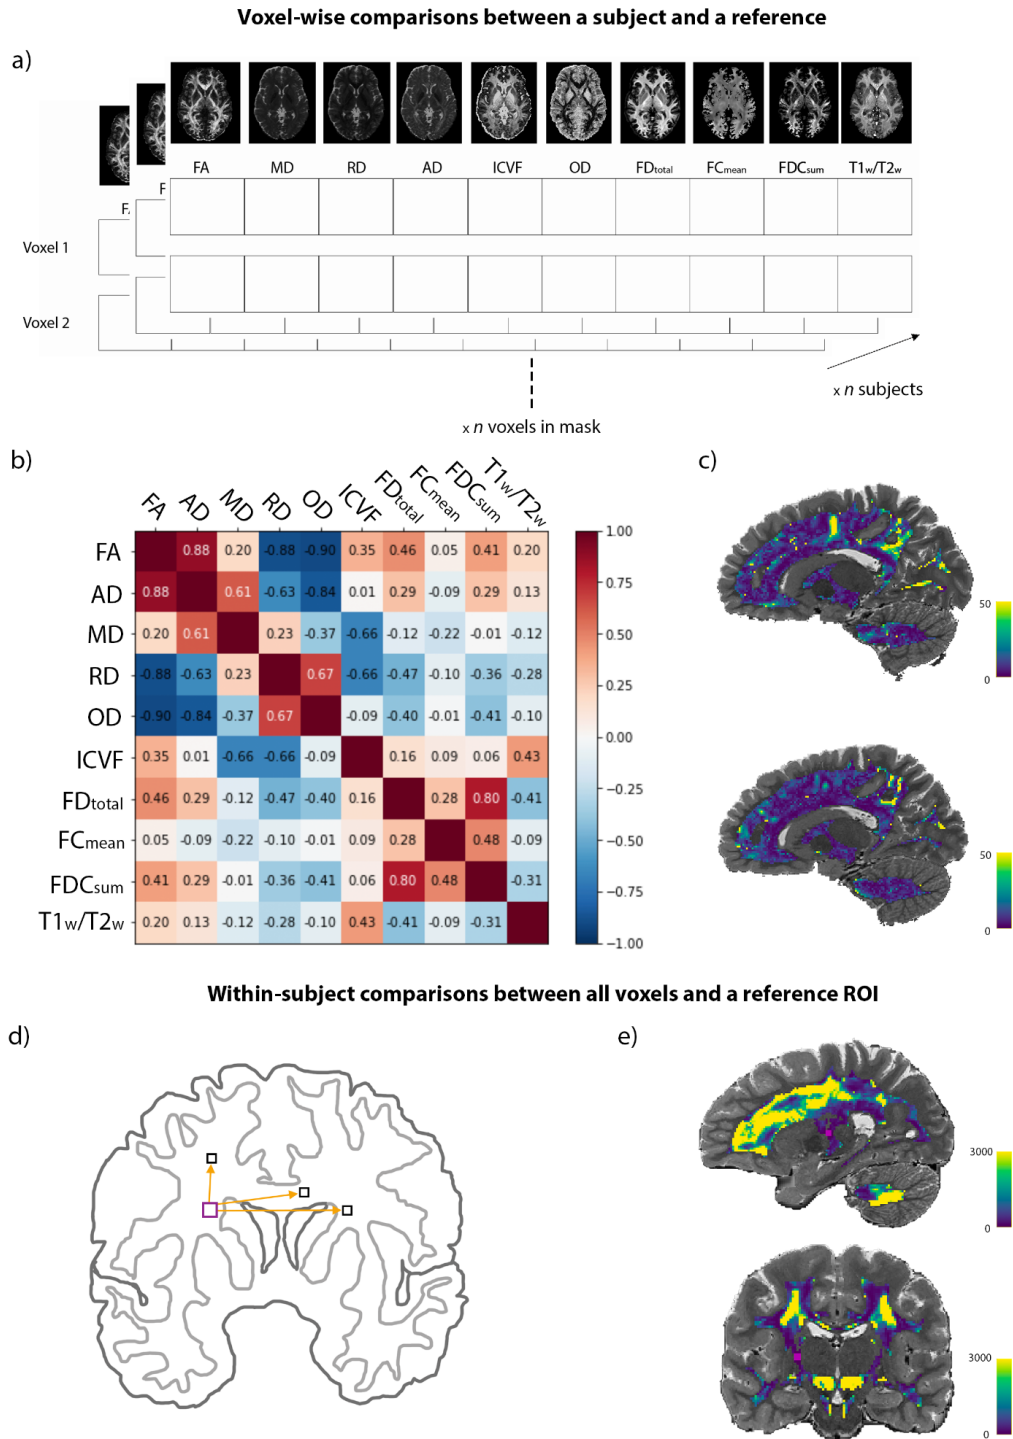 Voxel-wise comparisons between a subject and a reference
a)
FA MD RD AD ICVF OD FDtotal FCmean FDCsum T1w/T2w
F
F
Voxel 1
Voxel 2
x n subjects
x n voxels in mask
b)
FA AD MD RD OD ICVF FDtotal FCmean FDCsum T1w/T2w
FA 0.88 0.20 -0.88 -0.90 0.35 0.46 0.05 0.41 0.20
AD 0.88 0.61 -0.63 -0.84 0.01 0.29 -0.09 0.29 0.13
MD 0.20 0.61 0.23 -0.37 -0.66 -0.12 -0.22 -0.01 -0.12
RD -0.88 -0.63 0.23 0.67 -0.66 -0.47 -0.10 -0.36 -0.28
OD -0.90 -0.84 -0.37 0.67 -0.09 -0.40 -0.01 -0.41 -0.10
ICVF 0.35 0.01 -0.66 -0.66 -0.09 0.16 0.09 0.06 0.43
FDtotal 0.46 0.29 -0.12 -0.47 -0.40 0.16 0.28 0.80 -0.41
FCmean 0.05 -0.09 -0.22 -0.10 -0.01 0.09 0.28 0.48 -0.09
FDCsum 0.41 0.29 -0.01 -0.36 -0.41 0.06 0.80 0.48 -0.31
T1w/T2w 0.20 0.13 -0.12 -0.28 -0.10 0.43 -0.41 -0.09 -0.31
1.00
0.75
0.50
0.25
0.00
−0.25
−0.50
−0.75
−1.00
c)
50
0
50
0
Within-subject comparisons between all voxels and a reference ROI
d)
e)
3000
0
3000
0